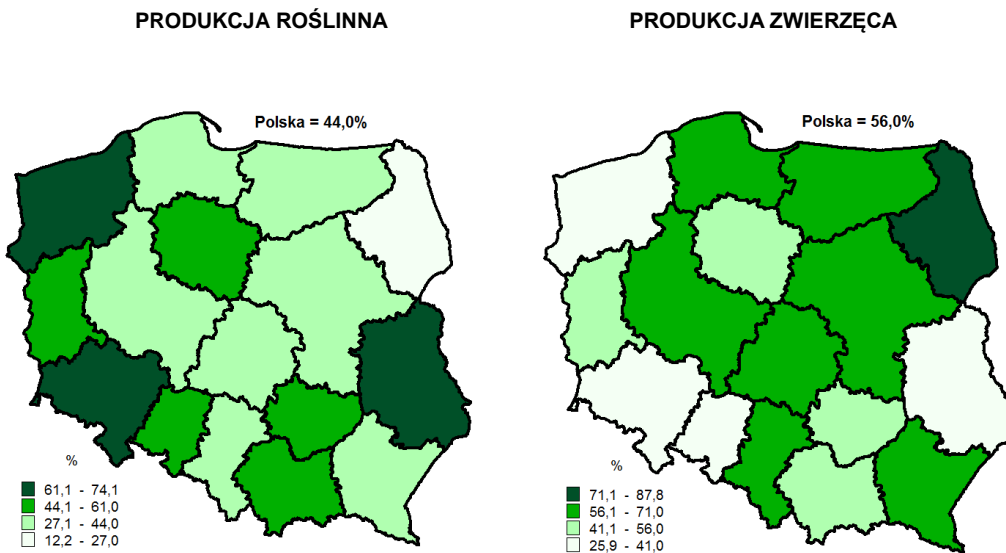 PRODUKCJA ROŚLINNA
Polska = 44,0%
%
61,1 - 74,1
44,1 - 61,0
27,1 - 44,0
12,2 - 27,0
PRODUKCJA ZWIERZĘCA
Polska = 56,0%
%
71,1 - 87,8
56,1 - 71,0
41,1 - 56,0
25,9 - 41,0